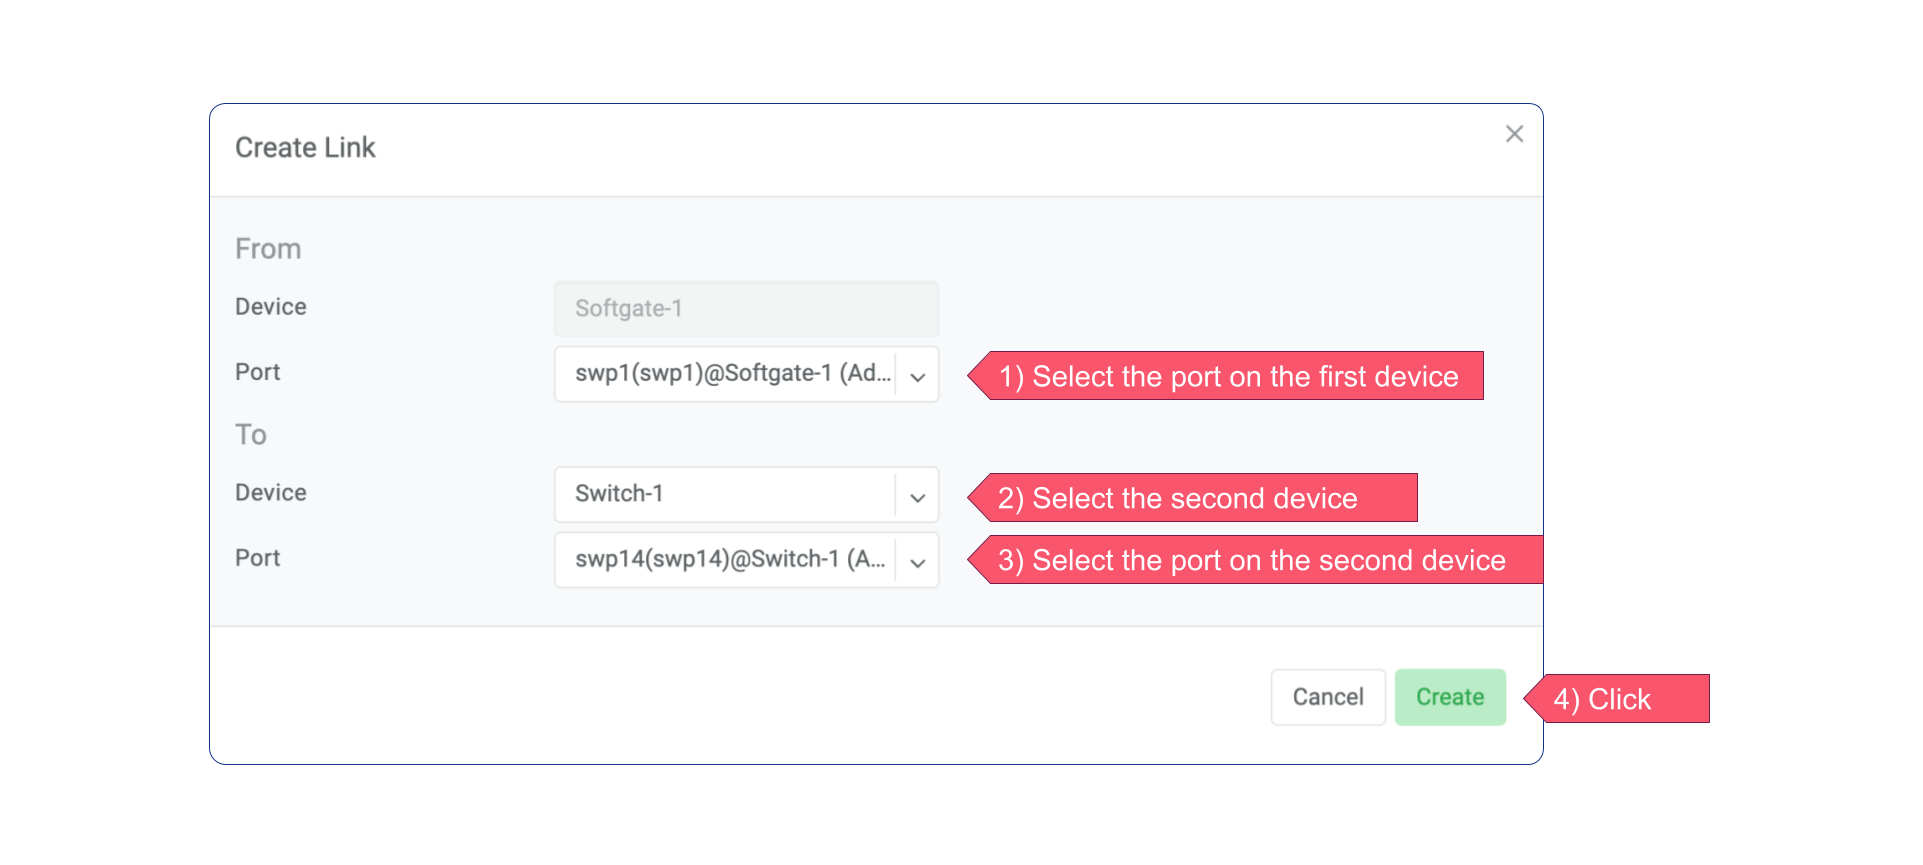 Create Link
From
Device
Softgate-1
Port
swp1(swp1)@Softgate-1 (Ad...
1) Select the port on the first device
To
Device
Switch-1
2) Select the second device
Port
swp14(swp14)@Switch-1 (A...
3) Select the port on the second device
Cancel
Create
4) Click